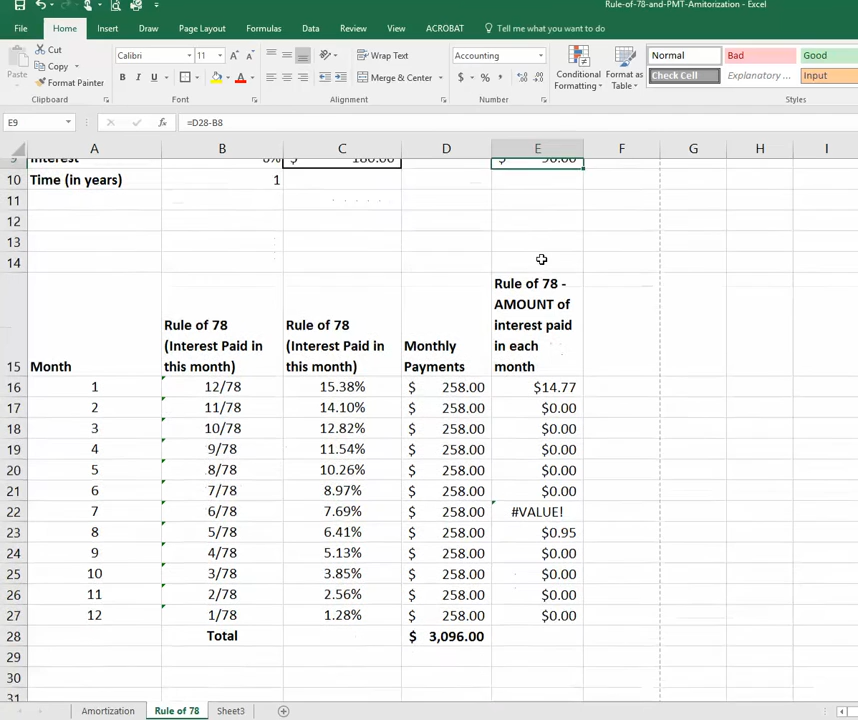 Rule-of-78-and-PMT-Amitorization - Excel
File Home Insert Draw Page Layout Formulas Data Review View ACROBAT Tell me what you want to do
Cut
Copy
Format Painter
Paste
Clipboard
Calibri 11
B I U
Font
Wrap Text
Merge & Center
Alignment
Accounting
$ % ,
Number
Conditional Formatting
Format as Table
Normal Bad Good
Check Cell Explanatory ... Input
Styles
E9 fx =D28-B8
A B C D E F G H I
10 Time (in years) 1
11
12
13
14
15 Month
Rule of 78
(Interest Paid in
this month)
Rule of 78
(Interest Paid in
this month)
Monthly
Payments
Rule of 78 -
AMOUNT of
interest paid
in each
month
16 1 12/78 15.38% $ 258.00 $14.77
17 2 11/78 14.10% $ 258.00 $0.00
18 3 10/78 12.82% $ 258.00 $0.00
19 4 9/78 11.54% $ 258.00 $0.00
20 5 8/78 10.26% $ 258.00 $0.00
21 6 7/78 8.97% $ 258.00 $0.00
22 7 6/78 7.69% $ 258.00 #VALUE!
23 8 5/78 6.41% $ 258.00 $0.95
24 9 4/78 5.13% $ 258.00 $0.00
25 10 3/78 3.85% $ 258.00 $0.00
26 11 2/78 2.56% $ 258.00 $0.00
27 12 1/78 1.28% $ 258.00 $0.00
28 Total $ 3,096.00
29
30
31
Amortization Rule of 78 Sheet3